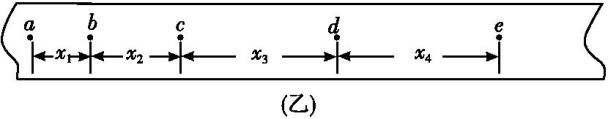 a b c d e
x₁ x₂ x₃ x₄
(乙)